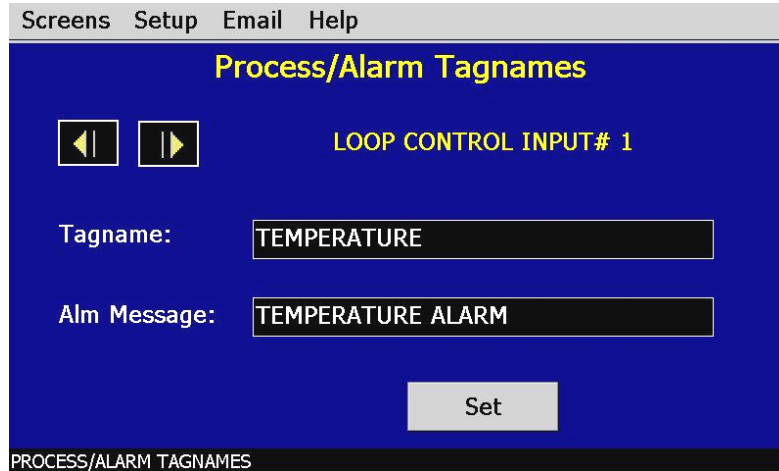 Screens Setup Email Help
Process/Alarm Tagnames
LOOP CONTROL INPUT# 1
Tagname: TEMPERATURE
Alm Message: TEMPERATURE ALARM
Set
PROCESS/ALARM TAGNAMES